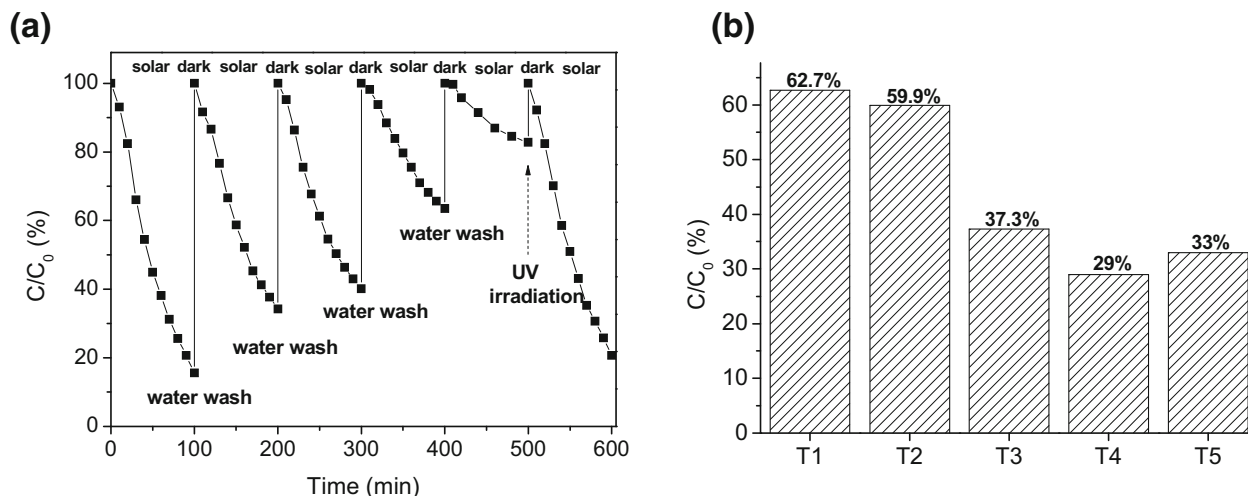 (a)
solar dark solar dark solar dark solar dark solar dark solar
100
80
60
40
20
0
C/C0 (%)
water wash
water wash
water wash
water wash
UV
irradiation
0 100 200 300 400 500 600
Time (min)
(b)
60
50
40
30
20
10
0
C/C0 (%)
62.7%
59.9%
37.3%
29%
33%
T1 T2 T3 T4 T5